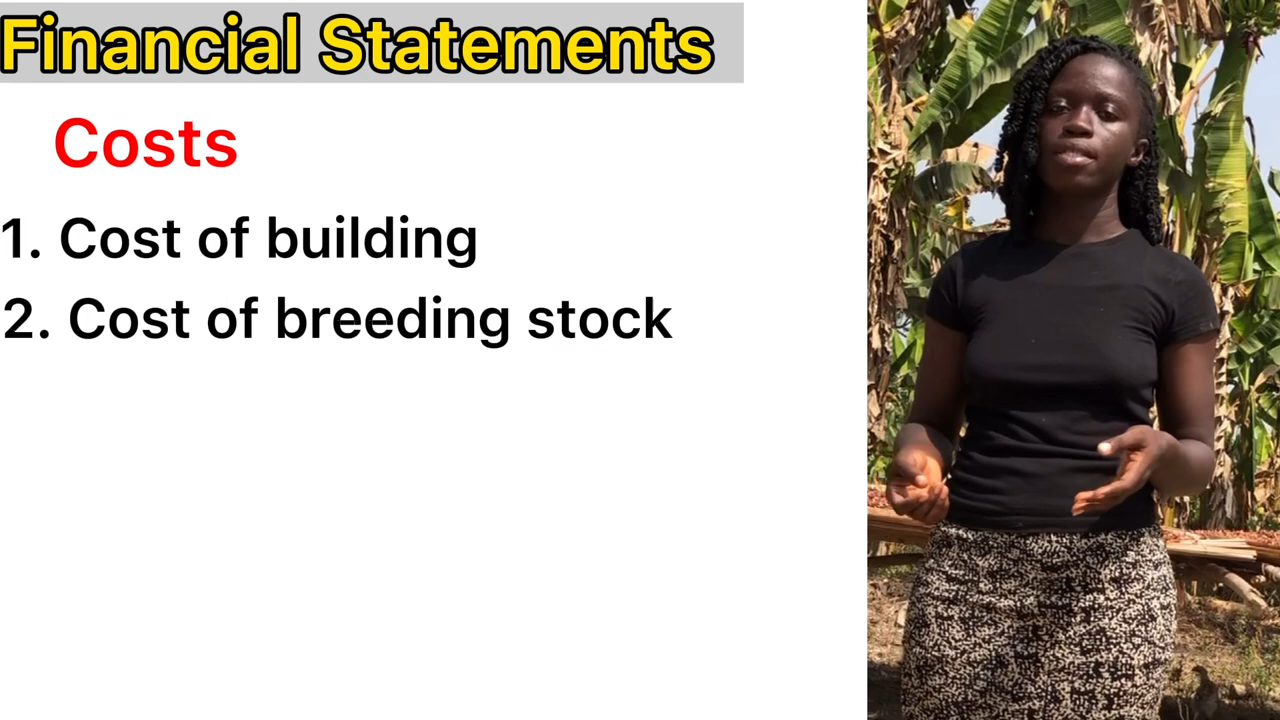 Financial Statements
Costs
1. Cost of building
2. Cost of breeding stock